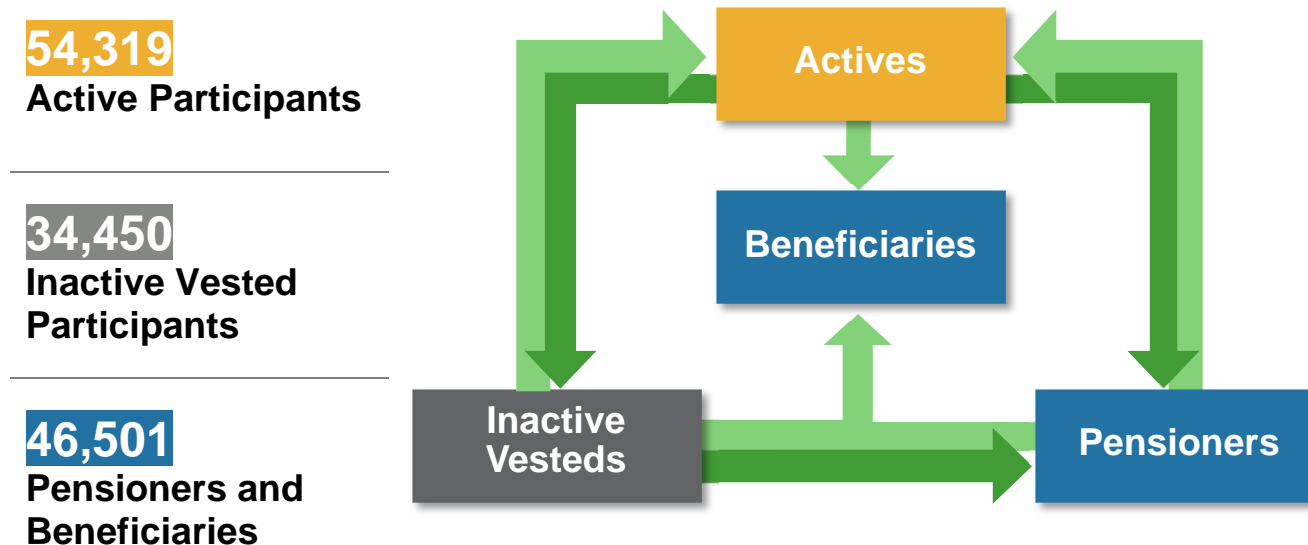 54,319
Active Participants
34,450
Inactive Vested
Participants
46,501
Pensioners and
Beneficiaries
Actives
Beneficiaries
Inactive
Vesteds
Pensioners